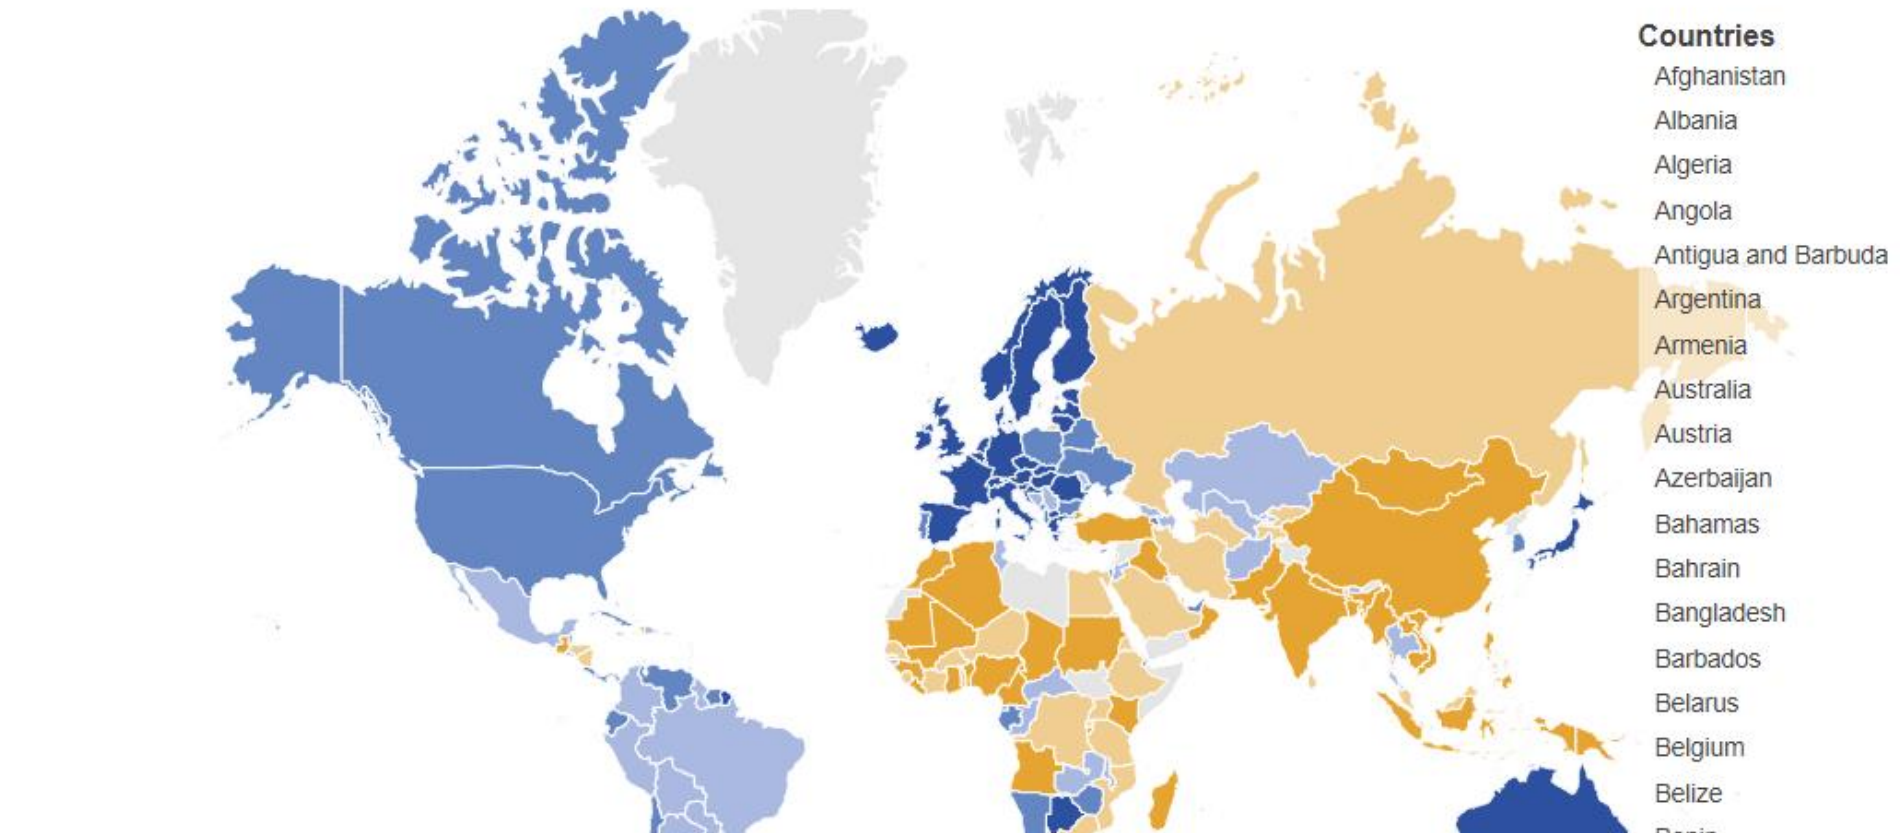 Countries
Afghanistan
Albania
Algeria
Angola
Antigua and Barbuda
Argentina
Armenia
Australia
Austria
Azerbaijan
Bahamas
Bahrain
Bangladesh
Barbados
Belarus
Belgium
Belize